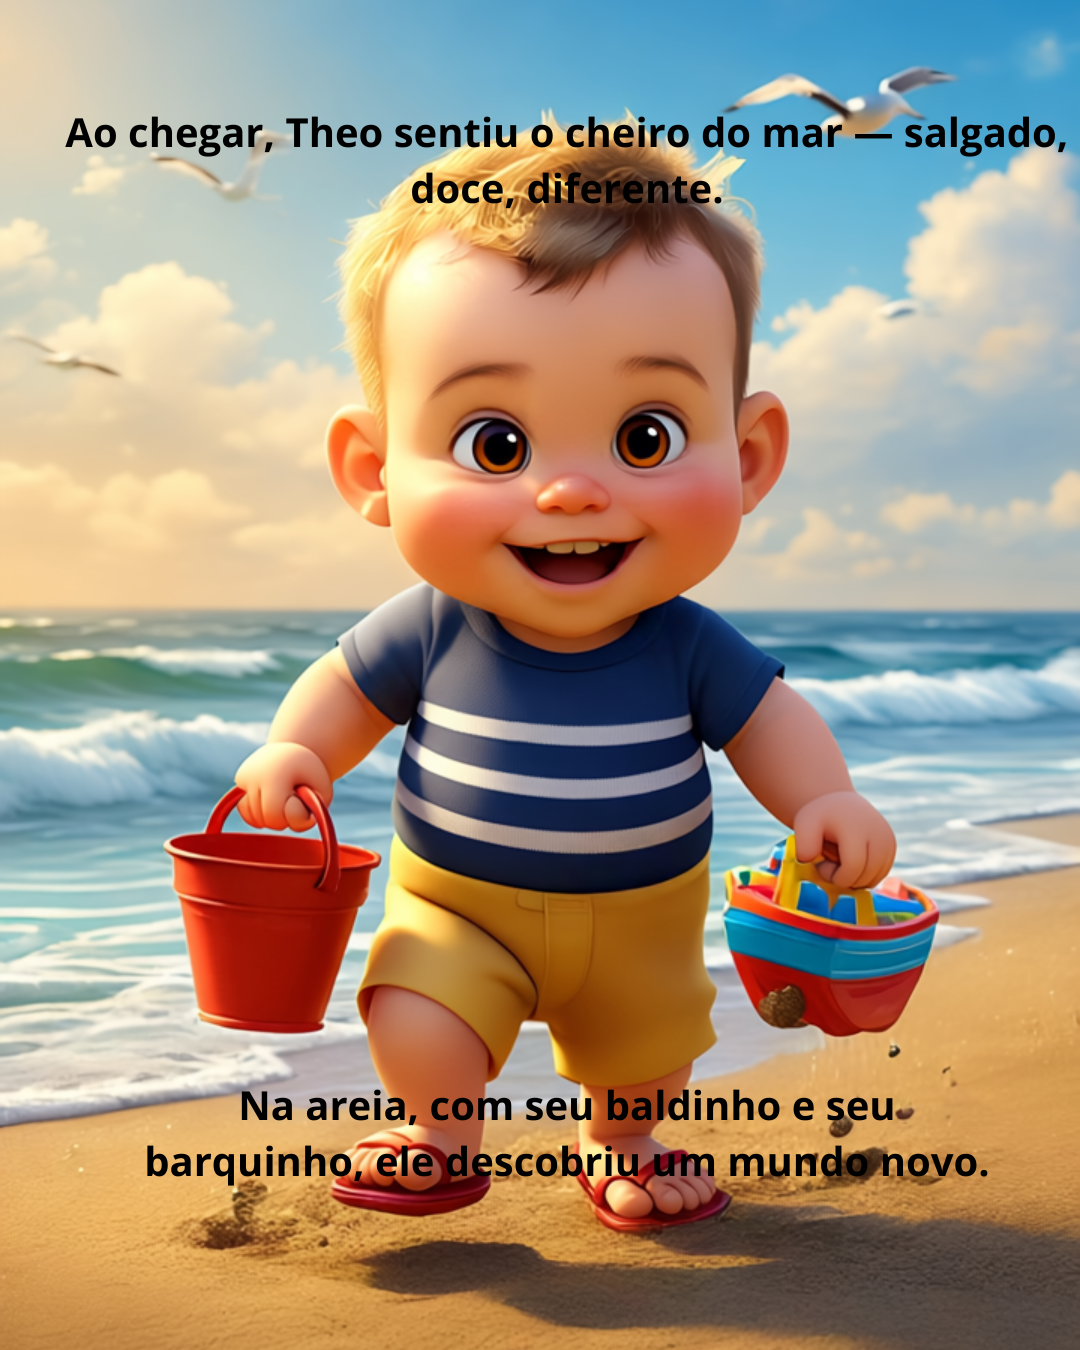 Ao chegar, Theo sentiu o cheiro do mar — salgado,
doce, diferente.
Na areia, com seu baldinho e seu
barquinho, ele descobriu um mundo novo.